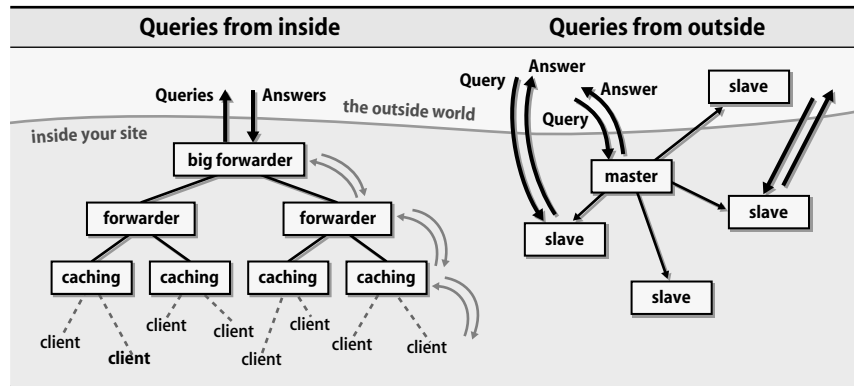 Queries from inside
Queries from outside
Queries
Answers
the outside world
inside your site
big forwarder
forwarder
forwarder
caching
caching
caching
caching
client
client
client
client
client
client
client
client
Query
Answer
Answer
Query
slave
master
slave
slave
slave